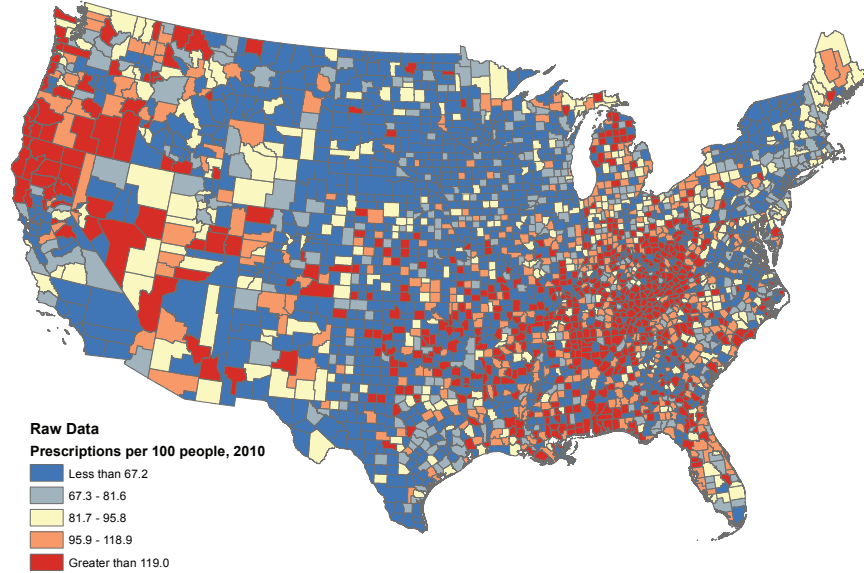 Raw Data
Prescriptions per 100 people, 2010
Less than 67.2
67.3 - 81.6
81.7 - 95.8
95.9 - 118.9
Greater than 119.0